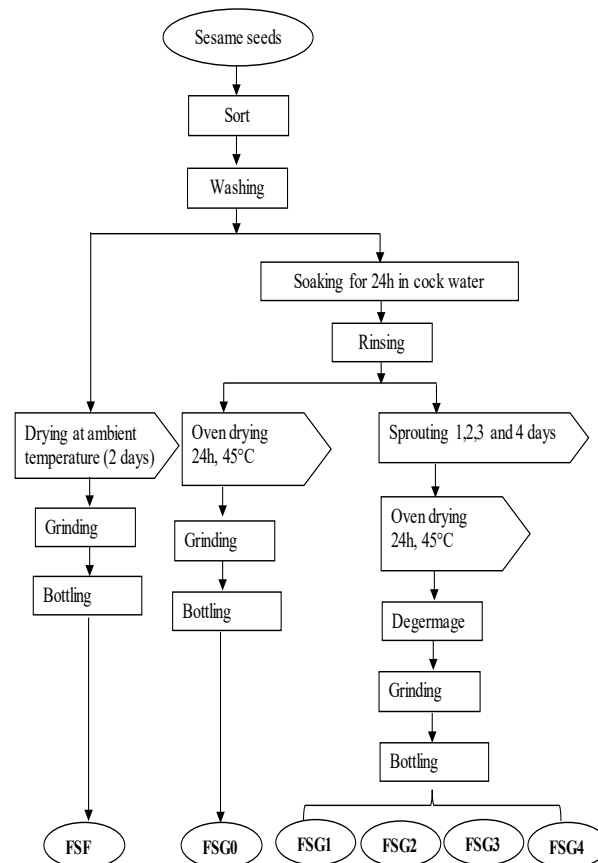 Sesame seeds
Sort
Washing
Soaking for 24h in cock water
Rinsing
Drying at ambient
temperature (2 days)
Oven drying
24h, 45°C
Sprouting 1,2,3 and 4 days
Grinding
Bottling
Grinding
Bottling
Oven drying
24h, 45°C
Degermage
Grinding
Bottling
FSF
FSG0
FSG1
FSG2
FSG3
FSG4